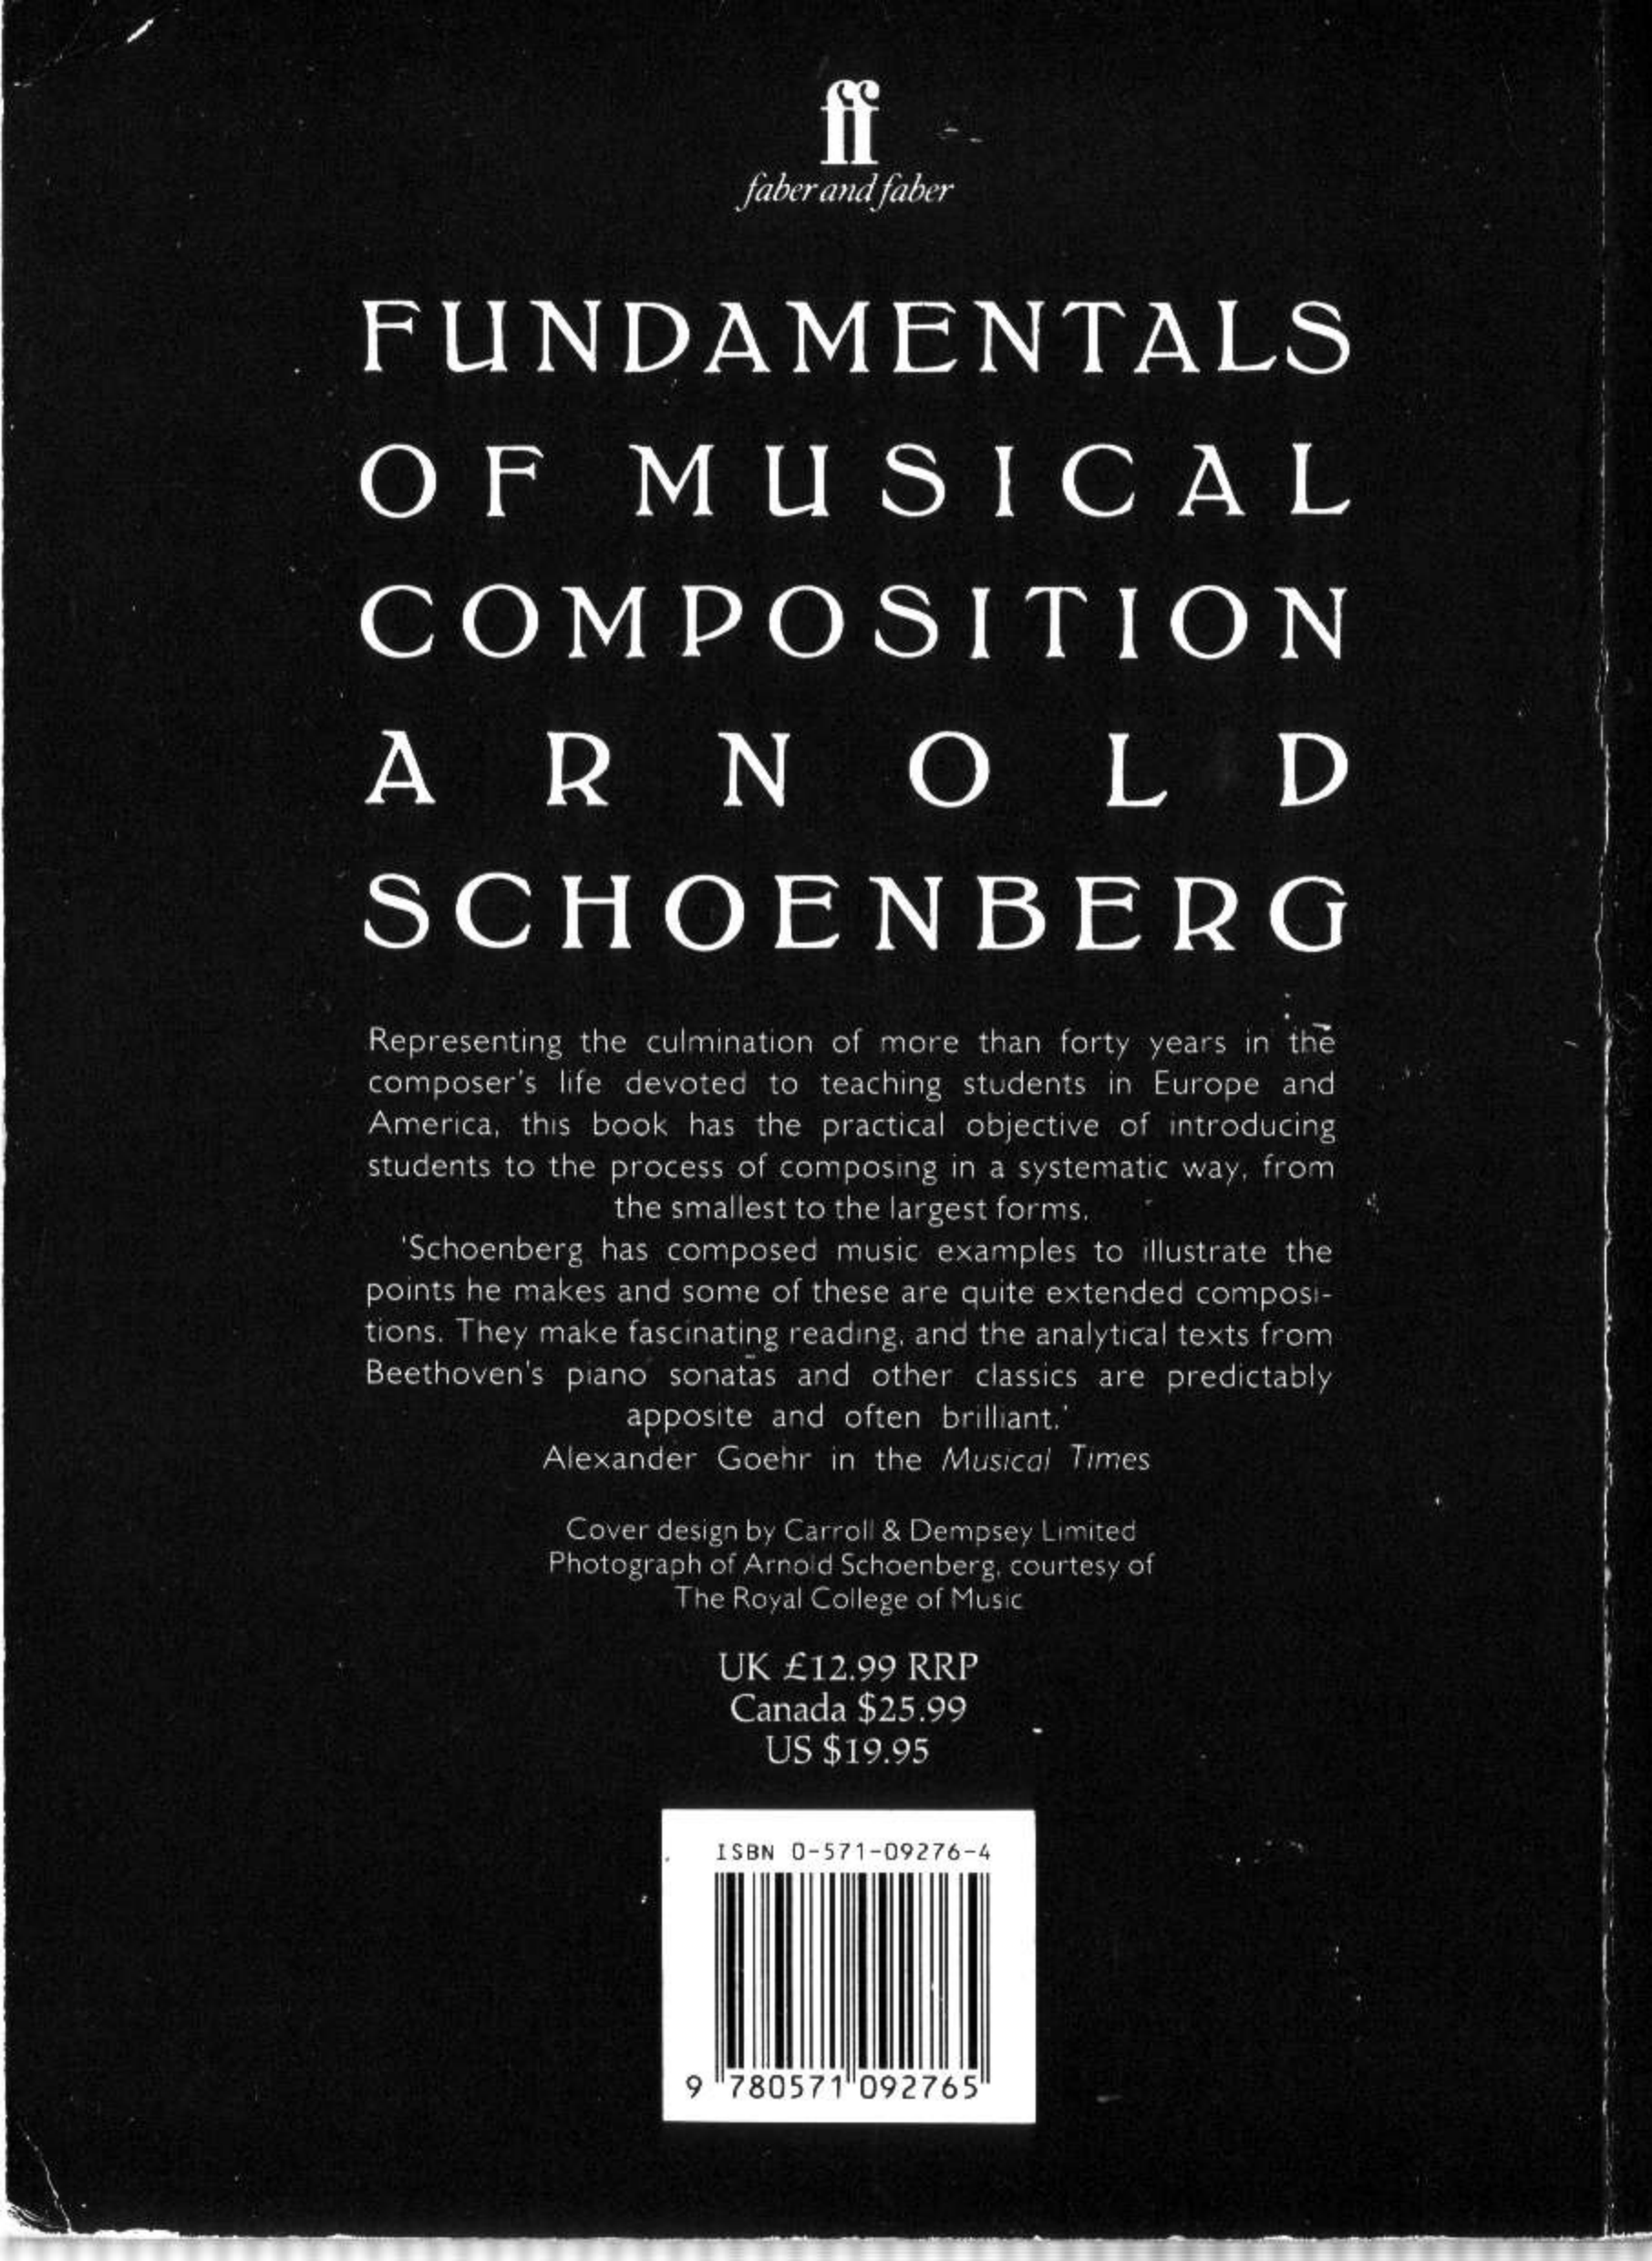 ff
faber and faber
FUNDAMENTALS
OF MUSICAL
COMPOSITION
ARNOLD
SCHOENBERG
Representing the culmination of more than forty years in the
composer's life devoted to teaching students in Europe and
America, this book has the practical objective of introducing
students to the process of composing in a systematic way, from
the smallest to the largest forms.
'Schoenberg has composed music examples to illustrate the
points he makes and some of these are quite extended composi-
tions. They make fascinating reading, and the analytical texts from
Beethoven's piano sonatas and other classics are predictably
apposite and often brilliant.'
Alexander Goehr in the Musical Times
Cover design by Carroll & Dempsey Limited
Photograph of Arnold Schoenberg, courtesy of
The Royal College of Music
UK £12.99 RRP
Canada $25.99
US $19.95
ISBN 0-571-09276-4
9 780571 092765